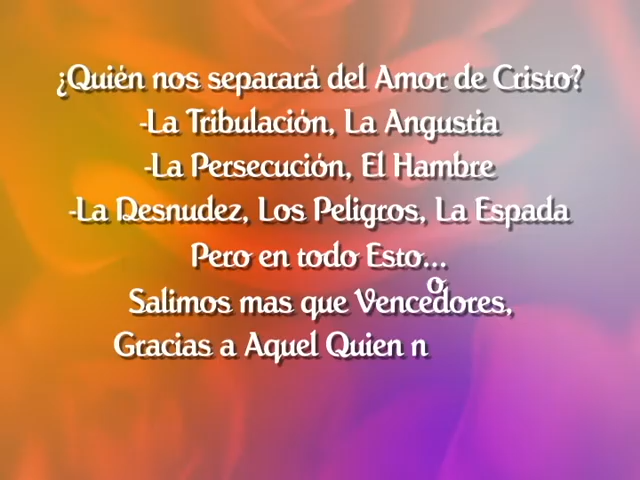 ¿Quién nos separará del Amor de Cristo?
-La Tribulación, La Angustia
-La Persecución, El Hambre
-La Desnudez, Los Peligros, La Espada
Pero en todo Esto...
Salimos mas que Vencedores,
Gracias a Aquel Quien n
o